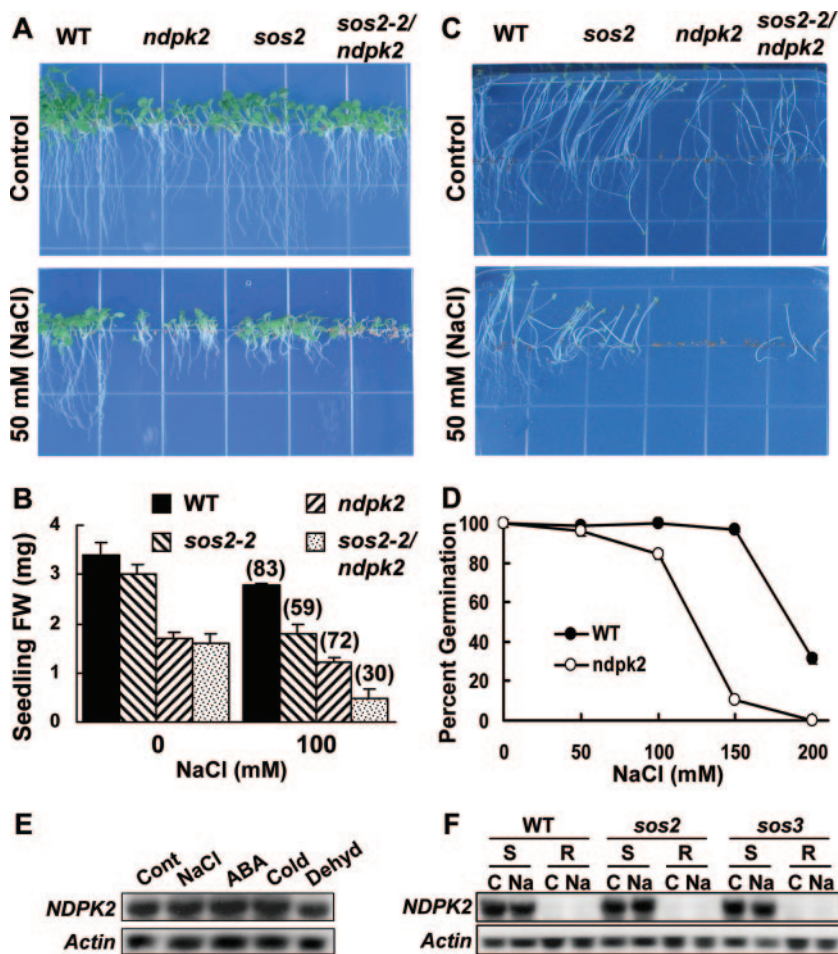 A
WT
ndpk2
sos2
sos2-2/
ndpk2
Control
50 mM (NaCl)
C
WT
sos2
ndpk2
sos2-2/
ndpk2
Control
50 mM (NaCl)
B
WT
ndpk2
sos2-2
sos2-2/
ndpk2
Seedling FW (mg)
4
3
2
1
0
(83)
(59)
(72)
(30)
0
100
NaCl (mM)
D
Percent Germination
100
80
60
40
20
0
WT
ndpk2
0
50
100
150
200
NaCl (mM)
E
Cont
NaCl
ABA
Cold
Dehyd
NDPK2
Actin
F
WT
sos2
sos3
S
R
S
R
S
R
C Na
C Na
C Na
C Na
C Na
C Na
NDPK2
Actin